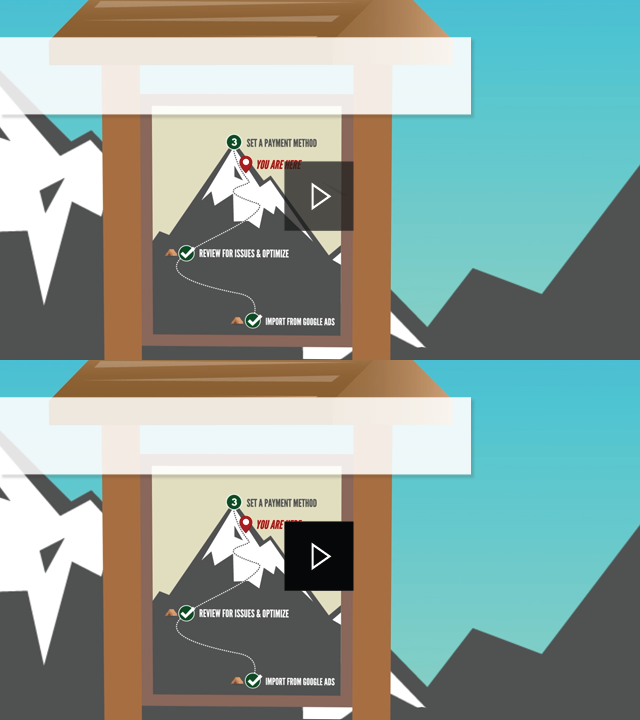 3 SET A PAYMENT METHOD
YOU ARE HERE
REVIEW FOR ISSUES & OPTIMIZE
IMPORT FROM GOOGLE ADS
3 SET A PAYMENT METHOD
YOU ARE HERE
REVIEW FOR ISSUES & OPTIMIZE
IMPORT FROM GOOGLE ADS